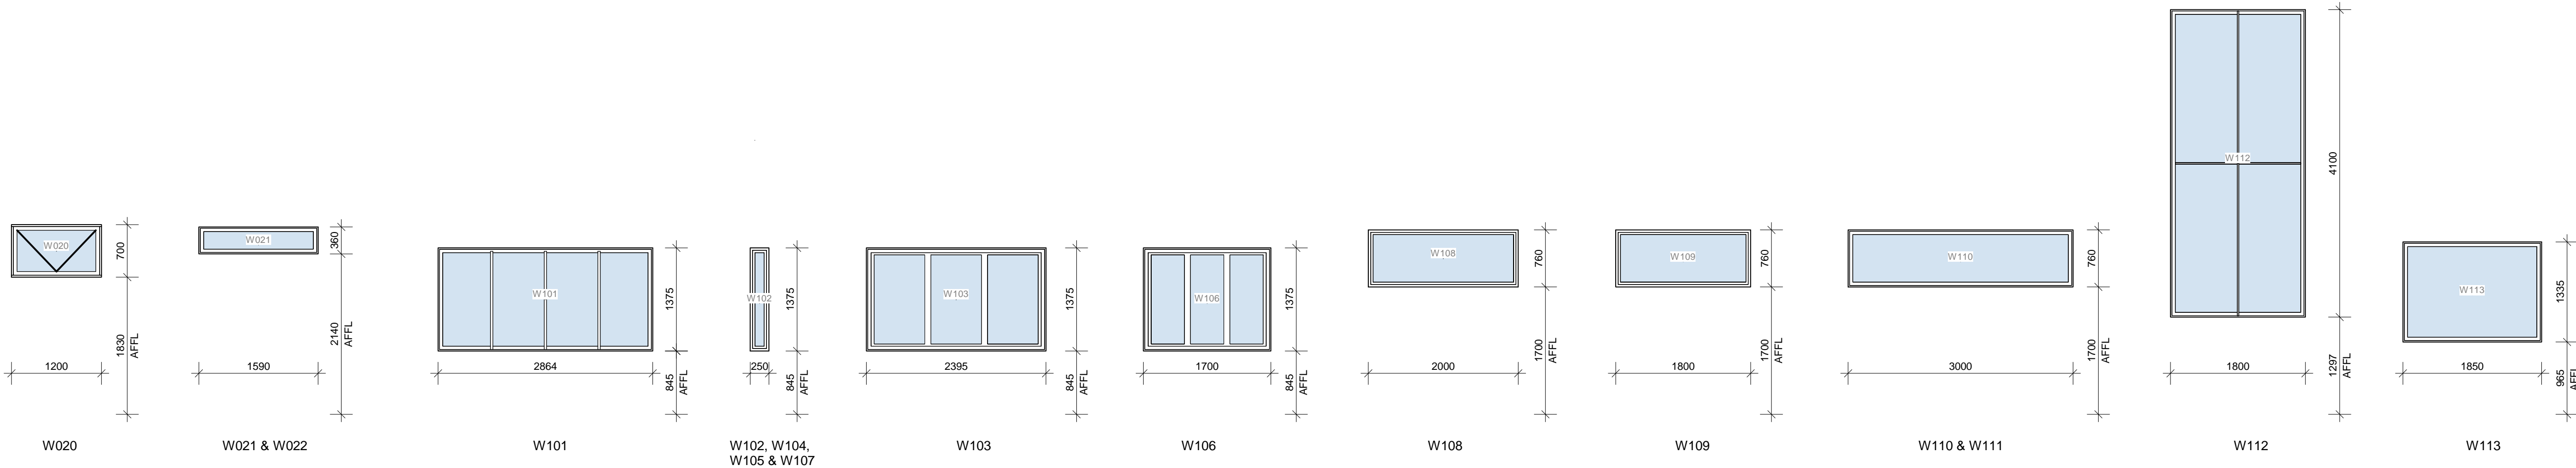 W020
700
1830
AFFL
1200
W020
W021
360
2140
AFFL
1590
W021 & W022
W101
1375
845
AFFL
2864
W101
W102
1375
845
AFFL
250
W102, W104,
W105 & W107
W103
1375
845
AFFL
2395
W103
W106
1375
845
AFFL
1700
W106
W108
760
1700
AFFL
2000
W108
W109
760
1700
AFFL
1800
W109
W110
760
1700
AFFL
3000
W110 & W111
W112
4100
1297
AFFL
1800
W112
W113
1335
965
AFFL
1850
W113